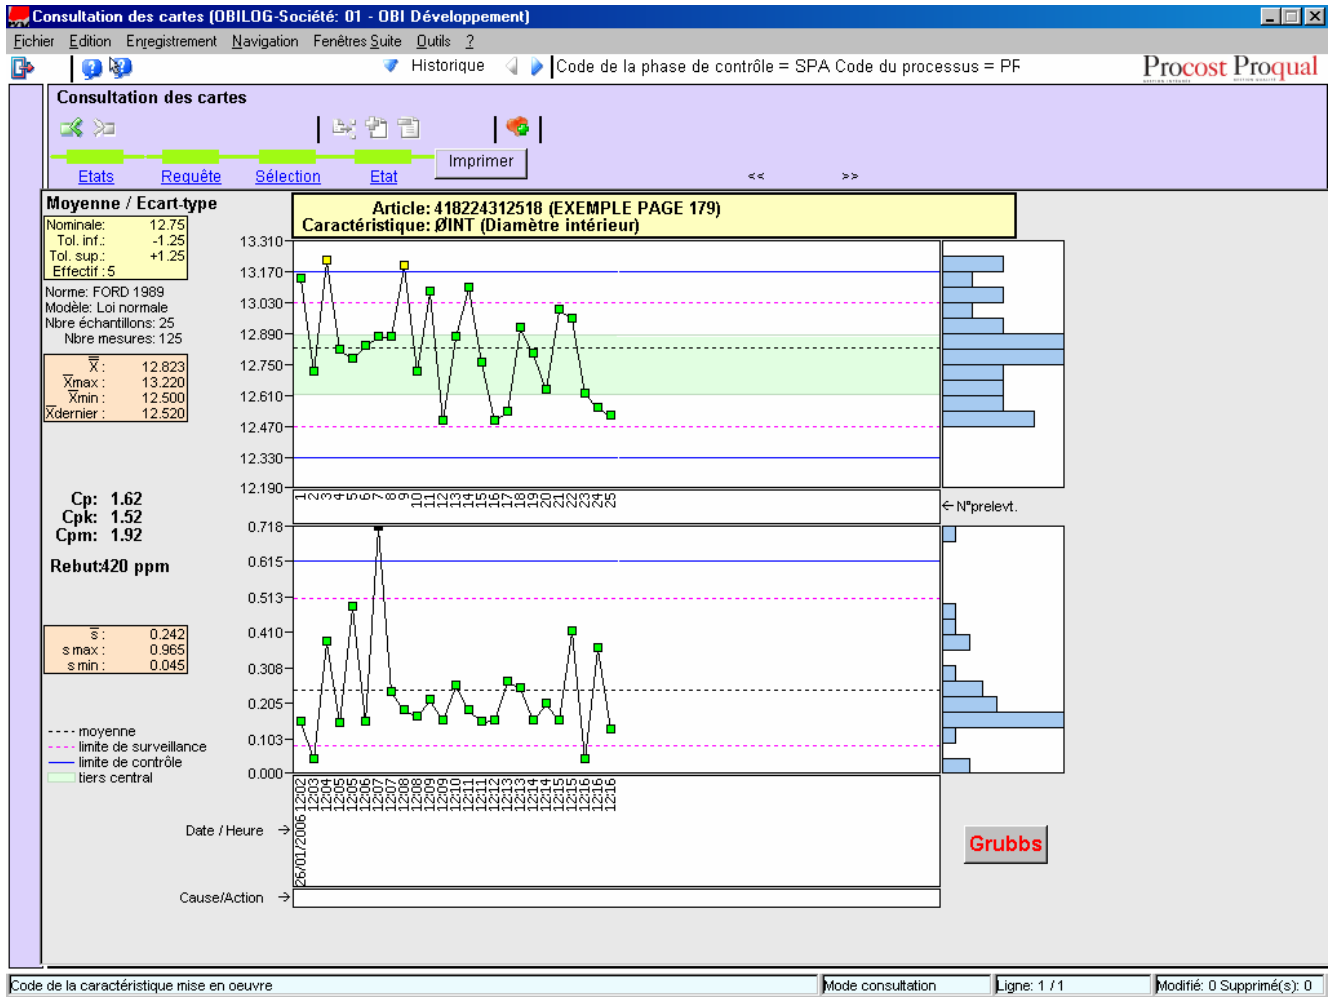 Consultation des cartes (OBILOG-Société: 01 - OBI Développement)
Fichier Edition Enregistrement Navigation Fenêtres Suite Outils ?
Historique Code de la phase de contrôle = SPA Code du processus = PF
Procost Proqual
Consultation des cartes
Etats Requête Sélection Etat Imprimer << >>
Moyenne / Ecart-type
Nominale: 12.75
Tol. inf.: -1.25
Tol. sup.: +1.25
Effectif : 5
Norme: FORD 1989
Modèle: Loi normale
Nbre échantillons: 25
Nbre mesures: 125
X : 12.823
Xmax : 13.220
Xmin : 12.500
Xdernier : 12.520
Cp: 1.62
Cpk: 1.52
Cpm: 1.92
Rebut:420 ppm
s : 0.242
s max : 0.965
s min : 0.045
moyenne
limite de surveillance
limite de contrôle
tiers central
Article: 418224312518 (EXEMPLE PAGE 179)
Caractéristique: ØINT (Diamètre intérieur)
13.310
13.170
13.030
12.890
12.750
12.610
12.470
12.330
12.190
1 2 3 4 5 6 7 8 9 10 11 12 13 14 15 16 17 18 19 20 21 22 23 24 25
← N°prelevt.
0.718
0.615
0.513
0.410
0.308
0.205
0.103
0.000
26/01/2006 12:02 12:03 12:04 12:05 12:05 12:06 12:07 12:07 12:08 12:08 12:09 12:09 12:10 12:11 12:11 12:12 12:13 12:13 12:14 12:14 12:15 12:15 12:16 12:16 12:16
Date / Heure →
Grubbs
Cause/Action →
Code de la caractéristique mise en oeuvre Mode consultation Ligne: 1 / 1 Modifié: 0 Supprimé(s): 0